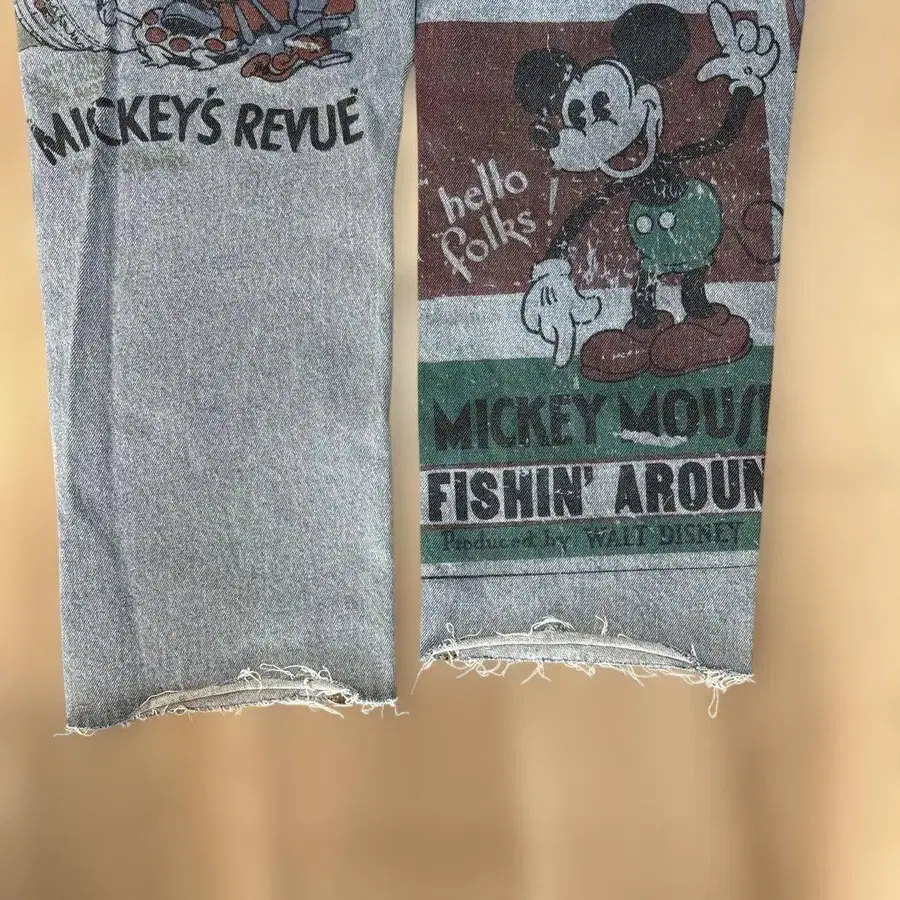 MICKEY'S REVUE
hello
folks!
MICKEY MOUS
FISHIN' AROUN
Produced by WALT DISNEY